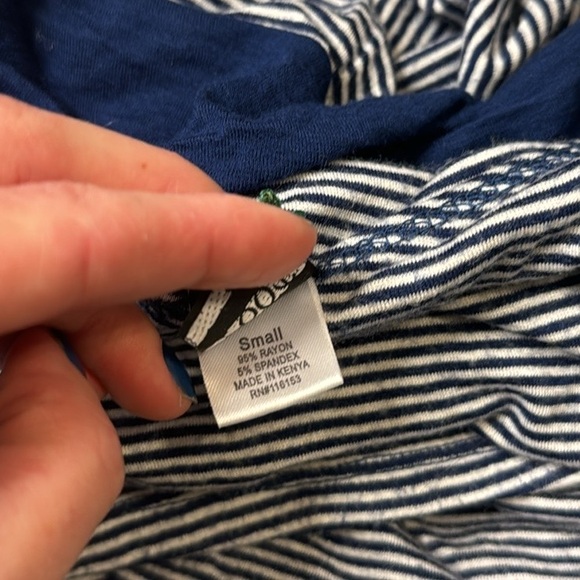 Small
95% RAYON
5% SPANDEX
MADE IN KENYA
RN#116153